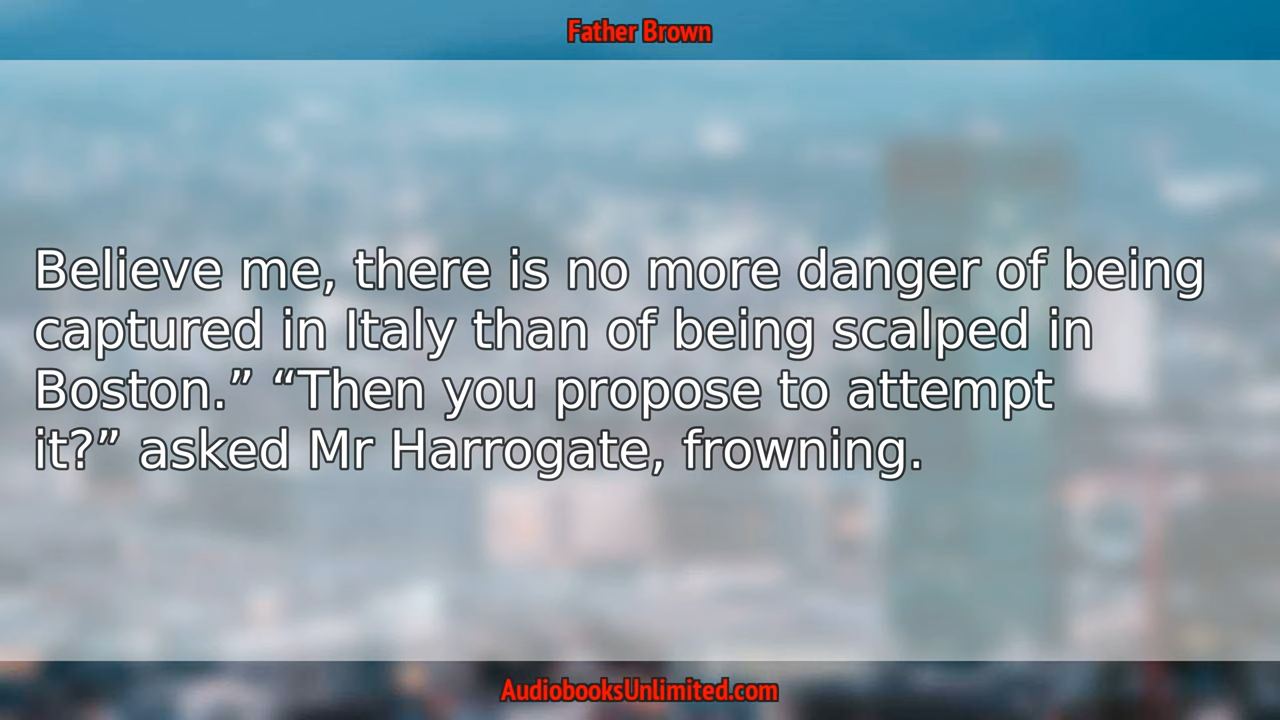 Father Brown
Believe me, there is no more danger of being
captured in Italy than of being scalped in
Boston.” “Then you propose to attempt
it?” asked Mr Harrogate, frowning.
AudiobooksUnlimited.com